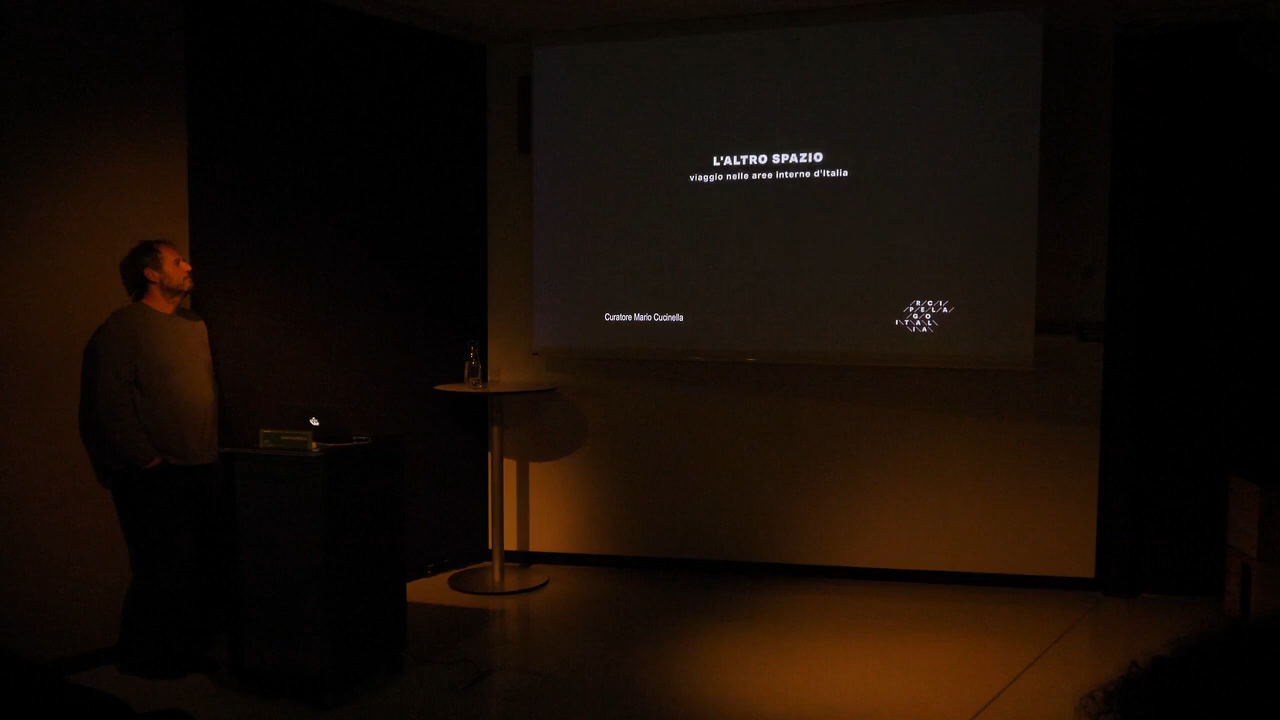 L'ALTRO SPAZIO
viaggio nelle aree interne d'Italia
Curatore Mario Cucinella
/R/C/I/
/P/E/L/A/
/G/O
I\T\A\L\
\I\A\